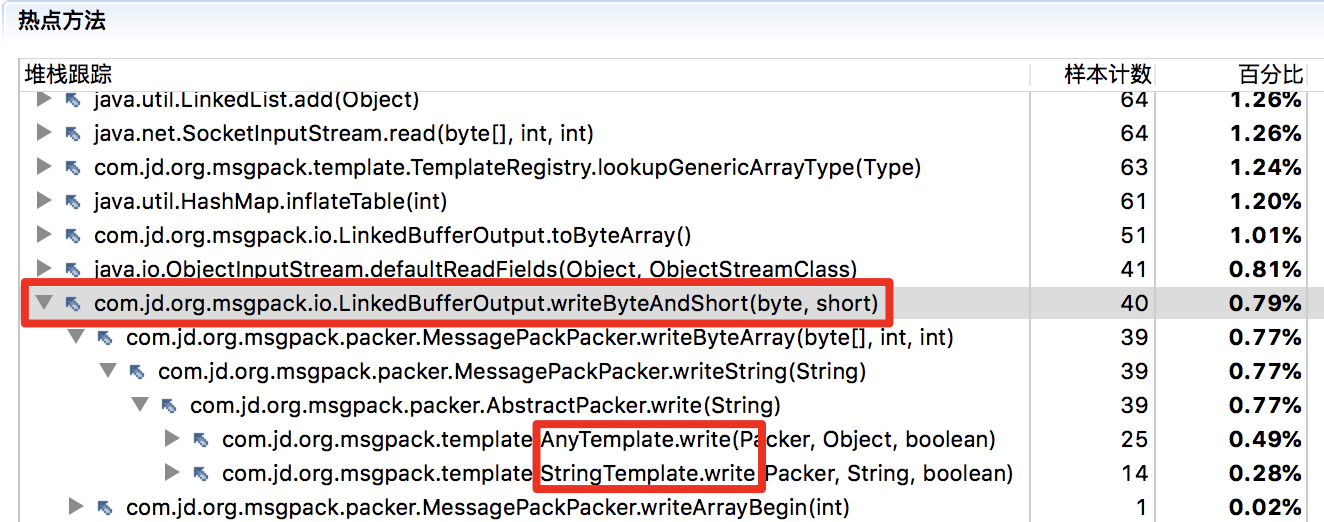 热点方法
堆栈跟踪 样本计数 百分比
java.util.LinkedList.add(Object) 64 1.26%
java.net.SocketInputStream.read(byte[], int, int) 64 1.26%
com.jd.org.msgpack.template.TemplateRegistry.lookupGenericArrayType(Type) 63 1.24%
java.util.HashMap.inflateTable(int) 61 1.20%
com.jd.org.msgpack.io.LinkedBufferOutput.toByteArray() 51 1.01%
java.io.ObjectInputStream.defaultReadFields(Object, ObjectStreamClass) 41 0.81%
com.jd.org.msgpack.io.LinkedBufferOutput.writeByteAndShort(byte, short) 40 0.79%
com.jd.org.msgpack.packer.MessagePackPacker.writeByteArray(byte[], int, int) 39 0.77%
com.jd.org.msgpack.packer.MessagePackPacker.writeString(String) 39 0.77%
com.jd.org.msgpack.packer.AbstractPacker.write(String) 39 0.77%
com.jd.org.msgpack.template.AnyTemplate.write(Packer, Object, boolean) 25 0.49%
com.jd.org.msgpack.template.StringTemplate.write(Packer, String, boolean) 14 0.28%
com.jd.org.msgpack.packer.MessagePackPacker.writeArrayBegin(int) 1 0.02%